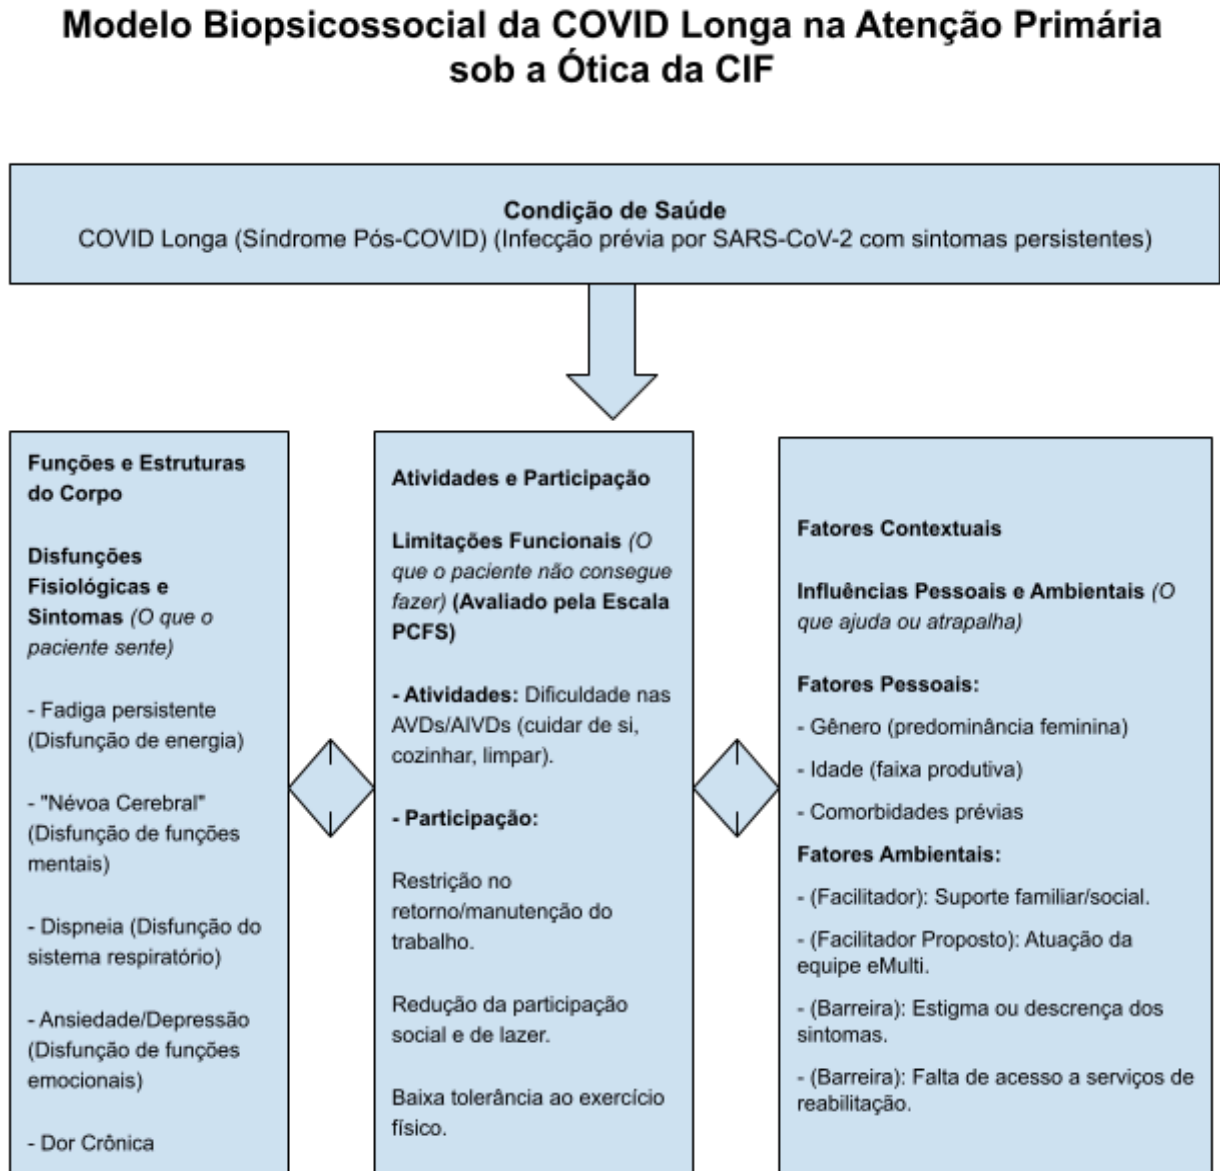 Modelo Biopsicossocial da COVID Longa na Atenção Primária
sob a Ótica da CIF
Condição de Saúde
COVID Longa (Síndrome Pós-COVID) (Infecção prévia por SARS-CoV-2 com sintomas persistentes)
Funções e Estruturas
do Corpo
Disfunções
Fisiológicas e
Sintomas (O que o
paciente sente)
- Fadiga persistente
(Disfunção de energia)
- "Névoa Cerebral"
(Disfunção de funções
mentais)
- Dispneia (Disfunção do
sistema respiratório)
- Ansiedade/Depressão
(Disfunção de funções
emocionais)
- Dor Crônica
Atividades e Participação
Limitações Funcionais (O
que o paciente não consegue
fazer) (Avaliado pela Escala
PCFS)
- Atividades: Dificuldade nas
AVDs/AIVDs (cuidar de si,
cozinhar, limpar).
- Participação:
Restrição no
retorno/manutenção do
trabalho.
Redução da participação
social e de lazer.
Baixa tolerância ao exercício
físico.
Fatores Contextuais
Influências Pessoais e Ambientais (O
que ajuda ou atrapalha)
Fatores Pessoais:
- Gênero (predominância feminina)
- Idade (faixa produtiva)
- Comorbidades prévias
Fatores Ambientais:
- (Facilitador): Suporte familiar/social.
- (Facilitador Proposto): Atuação da
equipe eMulti.
- (Barreira): Estigma ou descrença dos
sintomas.
- (Barreira): Falta de acesso a serviços de
reabilitação.